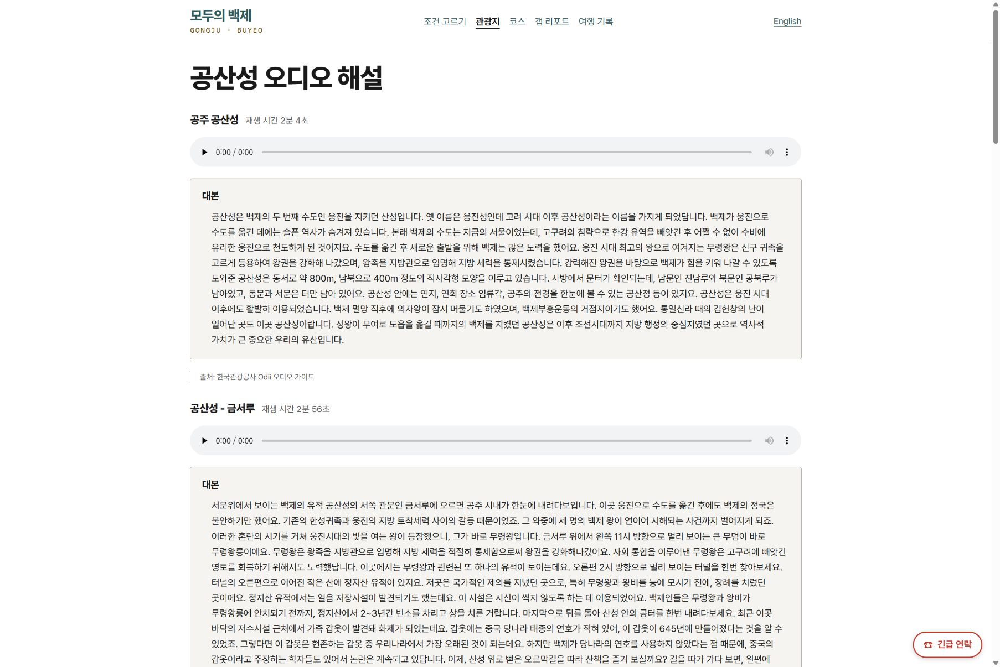 모두의 백제
GONGJU · BUYEO
조건 고르기
관광지
코스
갭 리포트
여행 기록
English
공산성 오디오 해설
공주 공산성 재생 시간 2분 4초
0:00 / 0:00
대본
공산성은 백제의 두 번째 수도인 웅진을 지키던 산성입니다. 옛 이름은 웅진성인데 고려 시대 이후 공산성이라는 이름을 가지게 되었답니다. 백제가 웅진으로
수도를 옮긴 데에는 슬픈 역사가 숨겨져 있습니다. 본래 백제의 수도는 지금의 서울이었는데, 고구려의 침략으로 한강 유역을 빼앗긴 후 어쩔 수 없이 수비에
유리한 웅진으로 천도하게 된 것이지요. 수도를 옮긴 후 새로운 출발을 위해 백제는 많은 노력을 했어요. 웅진 시대 최고의 왕으로 여겨지는 무령왕은 신구 귀족을
고르게 등용하여 왕권을 강화해 나갔으며, 왕족을 지방관으로 임명해 지방 세력을 통제시켰습니다. 강력해진 왕권을 바탕으로 백제가 힘을 키워 나갈 수 있도록
도와준 공산성은 동서로 약 800m, 남북으로 400m 정도의 직사각형 모양을 이루고 있습니다. 사방에서 문터가 확인되는데, 남문인 진남루와 북문인 공북루가
남아있고, 동문과 서문은 터만 남아 있어요. 공산성 안에는 연지, 연회 장소 임류각, 공주의 전경을 한눈에 볼 수 있는 공산정 등이 있지요. 공산성은 웅진 시대
이후에도 활발히 이용되었습니다. 백제 멸망 직후에 의자왕이 잠시 머물기도 하였으며, 백제부흥운동의 거점지이기도 했어요. 통일신라 때의 김헌창의 난이
일어난 곳도 이곳 공산성이랍니다. 성왕이 부여로 도읍을 옮길 때까지의 백제를 지켰던 공산성은 이후 조선시대까지 지방 행정의 중심지였던 곳으로 역사적
가치가 큰 중요한 우리의 유산입니다.
출처: 한국관광공사 Odii 오디오 가이드
공산성 - 금서루 재생 시간 2분 56초
0:00 / 0:00
대본
서문위에서 보이는 백제의 유적 공산성의 서쪽 관문인 금서루에 오르면 공주 시내가 한눈에 내려다보입니다. 이곳 웅진으로 수도를 옮긴 후에도 백제의 정국은
불안하기만 했어요. 기존의 한성귀족과 웅진의 지방 토착세력 사이의 갈등 때문이었죠. 그 와중에 세 명의 백제 왕이 연이어 시해되는 사건까지 벌어지게 되죠.
이러한 혼란의 시기를 거쳐 웅진시대의 빛을 여는 왕이 등장했으니, 그가 바로 무령왕입니다. 금서루 위에서 왼쪽 11시 방향으로 멀리 보이는 큰 무덤이 바로
무령왕릉이에요. 무령왕은 왕족을 지방관으로 임명해 지방 세력을 적절히 통제함으로써 왕권을 강화해나갔어요. 사회 통합을 이루어낸 무령왕은 고구려에 빼앗긴
영토를 회복하기 위해서도 노력했답니다. 이곳에서는 무령왕과 관련된 또 하나의 유적이 보이는데요. 오른편 2시 방향으로 멀리 보이는 터널을 한번 찾아보세요.
터널의 오른편으로 이어진 작은 산에 정지산 유적이 있지요. 저곳은 국가적인 제의를 지냈던 곳으로, 특히 무령왕과 왕비를 능에 모시기 전에, 장례를 치렀던
곳이에요. 정지산 유적에서는 얼음 저장시설이 발견되기도 했는데요. 이 시설은 시신이 썩지 않도록 하는 데 이용되었어요. 백제인들은 무령왕과 왕비가
무령왕릉에 안치되기 전까지, 정지산에서 2~3년간 빈소를 차리고 상을 치른 거랍니다. 마지막으로 뒤를 돌아 산성 안의 공터를 한번 내려다보세요. 최근 이곳
바닥의 저수시설 근처에서 가죽 갑옷이 발견돼 화제가 되었는데요. 갑옷에는 중국 당나라 태종의 연호가 적혀 있어, 이 갑옷이 645년에 만들어졌다는 것을 알 수
있었죠. 그렇다면 이 갑옷은 현존하는 갑옷 중 우리나라에서 가장 오래된 것이 되는데요. 하지만 백제가 당나라의 연호를 사용하지 않았다는 점 때문에, 중국의
갑옷이라고 주장하는 학자들도 있어서 논란은 계속되고 있답니다. 이제, 산성 위로 뻗은 오르막길을 따라 산책을 즐겨 보실까요? 길을 따가 가다 보면, 왼편에
긴급 연락